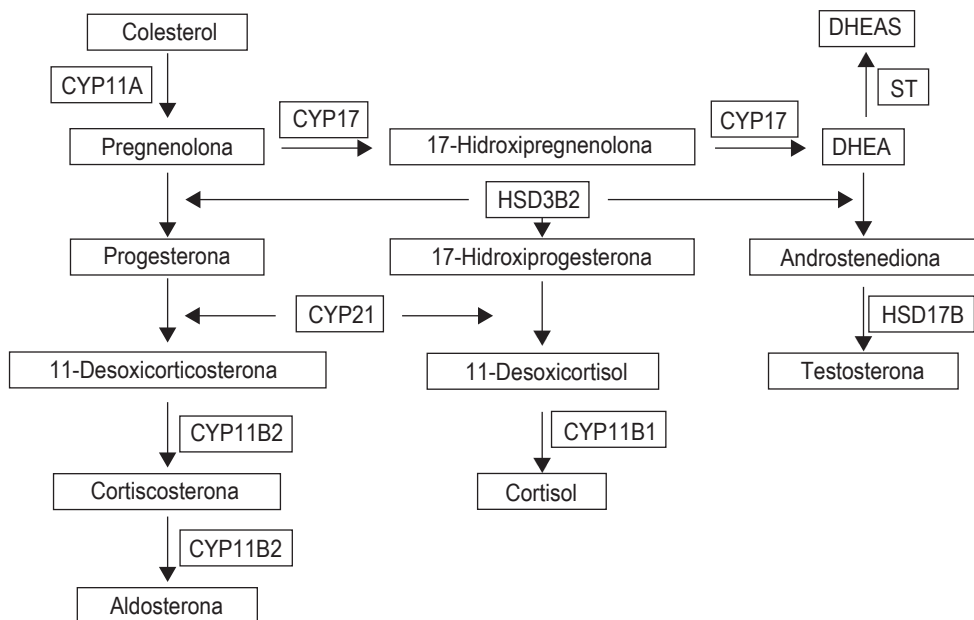 Colesterol
DHEAS
CYP11A
ST
CYP17
CYP17
Pregnenolona
17-Hidroxipregnenolona
DHEA
HSD3B2
Progesterona
17-Hidroxiprogesterona
Androstenediona
CYP21
HSD17B
11-Desoxicorticosterona
11-Desoxicortisol
Testosterona
CYP11B2
CYP11B1
Cortiscosterona
Cortisol
CYP11B2
Aldosterona